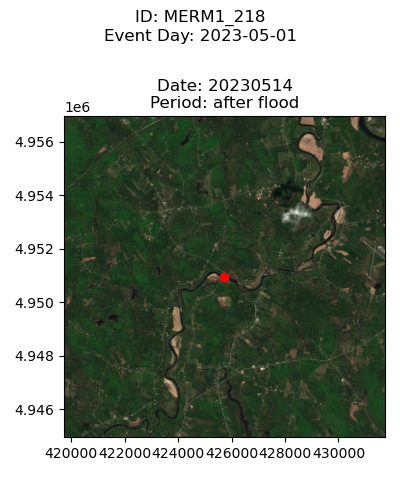 ID: MERM1_218
Event Day: 2023-05-01
Date: 20230514
Period: after flood
1e6
4.956
4.954
4.952
4.950
4.948
4.946
420000 422000 424000 426000 428000 430000